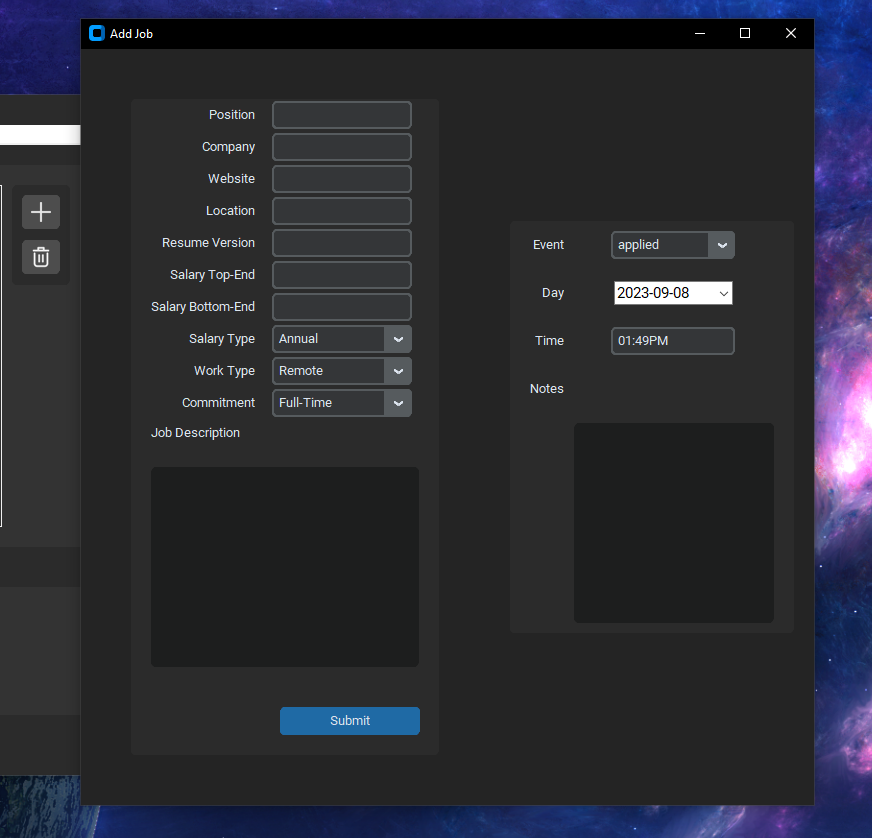 Add Job
Position
Company
Website
Location
Resume Version
Salary Top-End
Salary Bottom-End
Salary Type Annual
Work Type Remote
Commitment Full-Time
Job Description
Submit
Event applied
Day 2023-09-08
Time 01:49PM
Notes